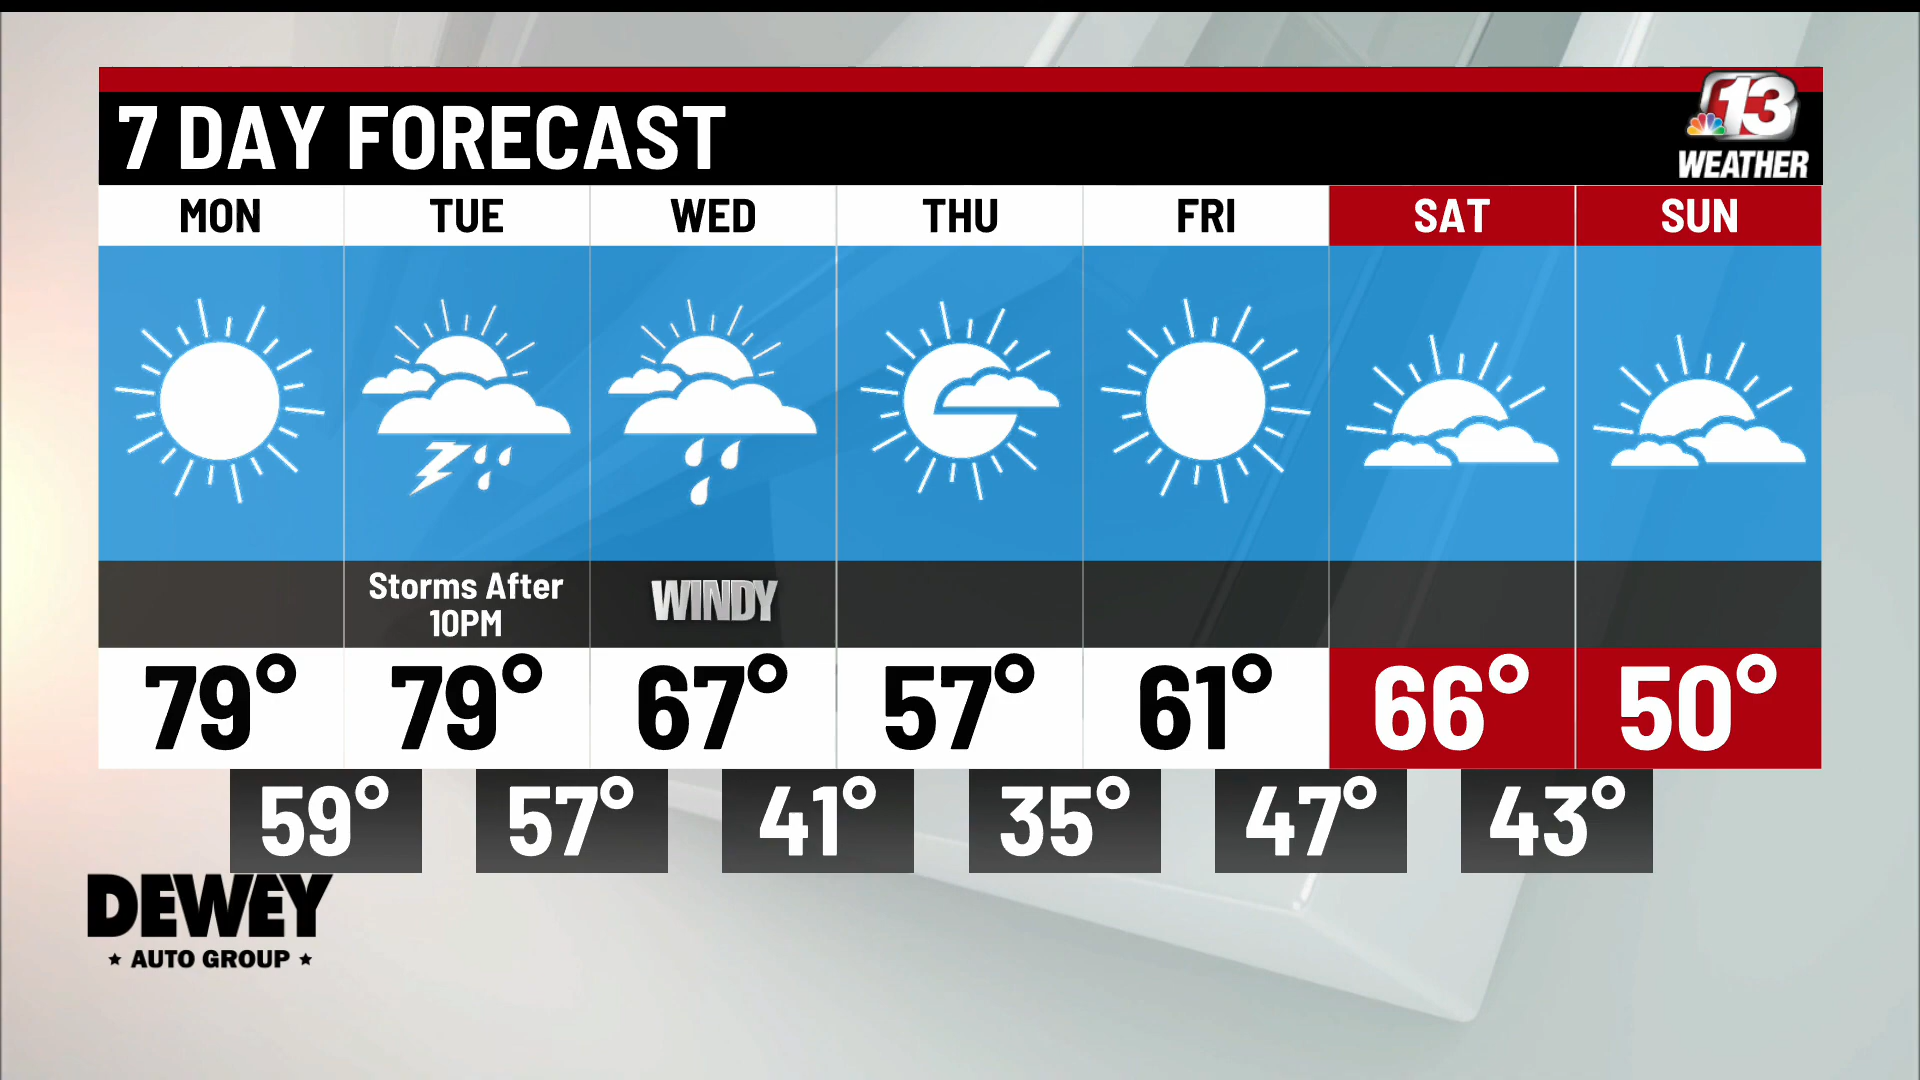 7 DAY FORECAST
13
WEATHER
MON TUE WED THU FRI SAT SUN
Storms After
10PM
WINDY
79° 79° 67° 57° 61° 66° 50°
59° 57° 41° 35° 47° 43°
DEWEY
★ AUTO GROUP ★